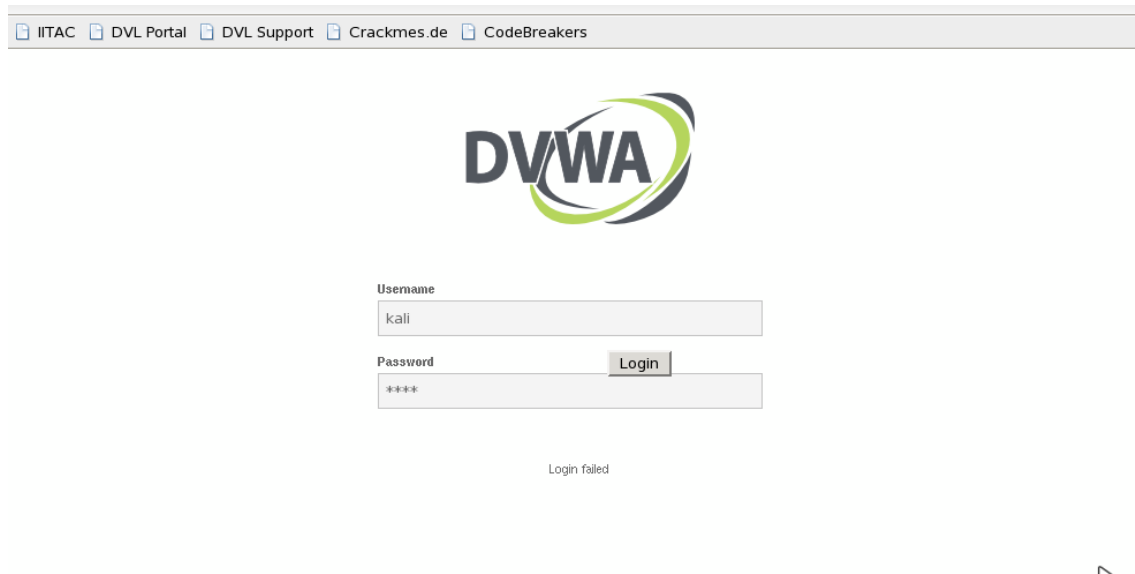 IITAC DVL Portal DVL Support Crackmes.de CodeBreakers
DVWA
Username
kali
Password
Login
****
Login failed